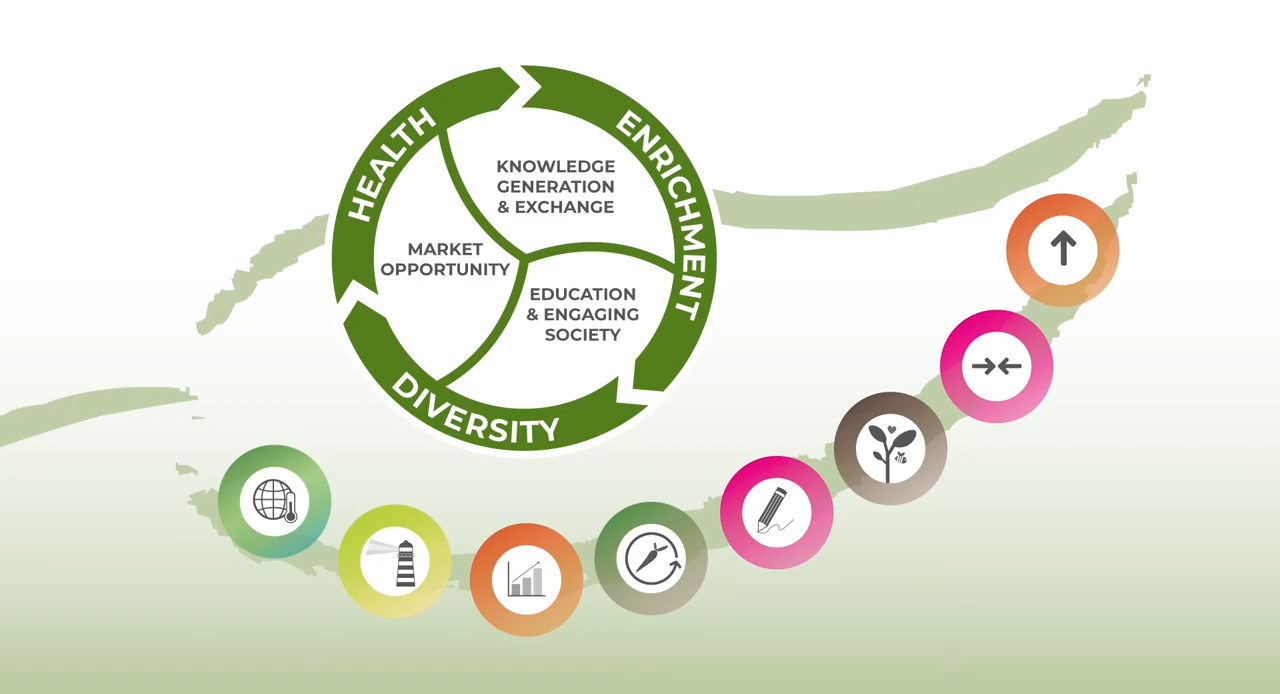 HEALTH
ENRICHMENT
DIVERSITY
KNOWLEDGE
GENERATION
& EXCHANGE
MARKET
OPPORTUNITY
EDUCATION
& ENGAGING
SOCIETY